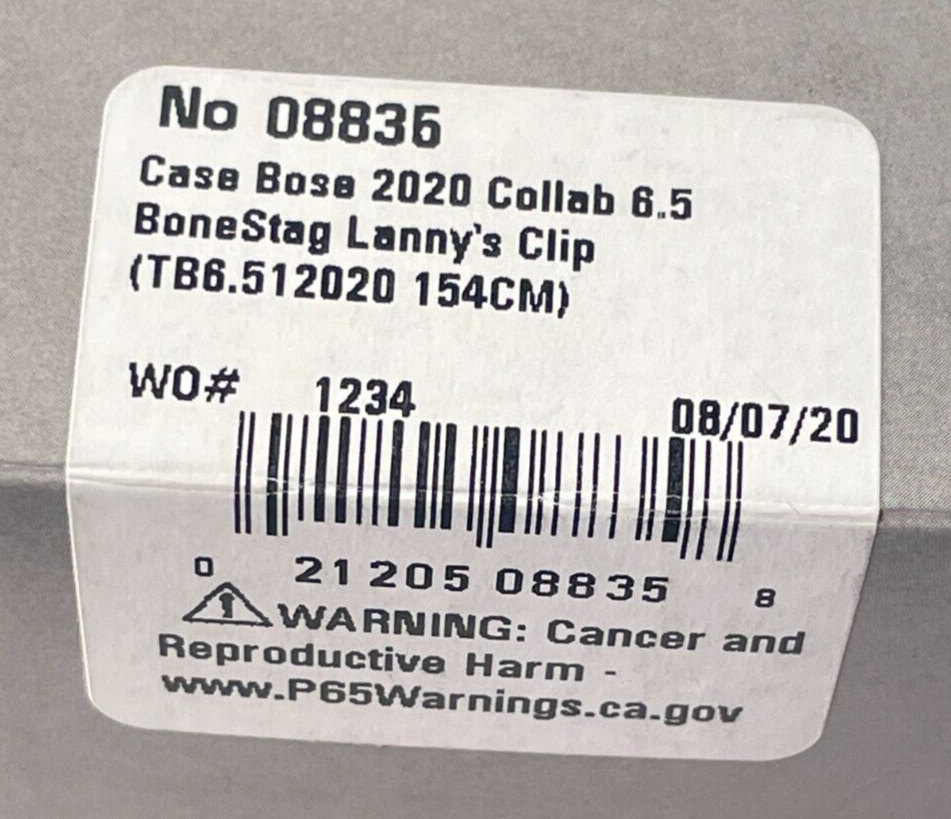 No 08835
Case Bose 2020 Collab 6.5
BoneStag Lanny's Clip
(TB6.512020 154CM)
WO# 1234 08/07/20
0 21205 08835 8
WARNING: Cancer and
Reproductive Harm -
www.P65Warnings.ca.gov